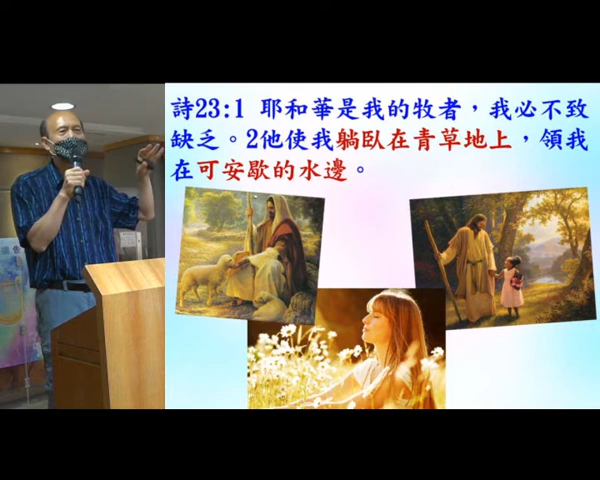 詩23:1 耶和華是我的牧者，我必不致
缺乏。2他使我躺臥在青草地上，領我
在可安歇的水邊。